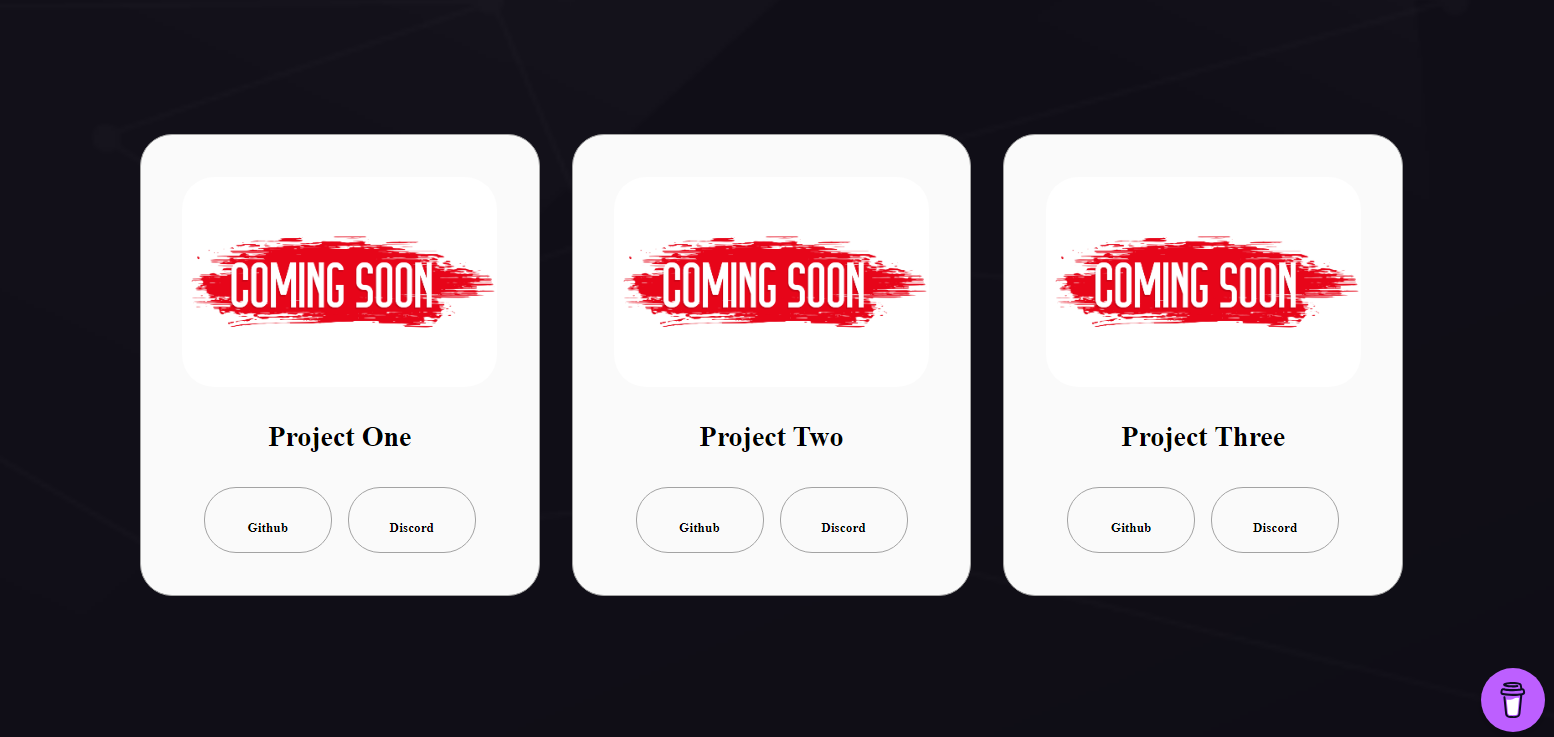 COMING SOON
COMING SOON
COMING SOON
Project One
Project Two
Project Three
Github
Discord
Github
Discord
Github
Discord